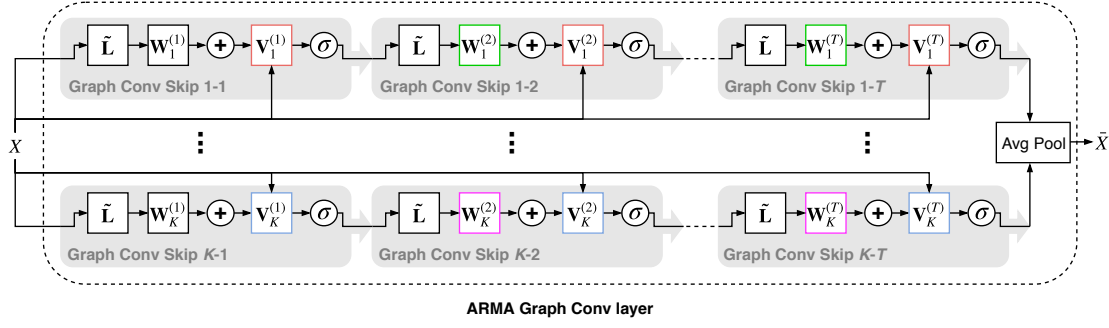 L̃ W₁⁽¹⁾ + V₁⁽¹⁾ σ L̃ W₁⁽²⁾ + V₁⁽²⁾ σ L̃ W₁⁽ᵀ⁾ + V₁⁽ᵀ⁾ σ
Graph Conv Skip 1-1 Graph Conv Skip 1-2 Graph Conv Skip 1-T
X Avg Pool X̄
L̃ W_K⁽¹⁾ + V_K⁽¹⁾ σ L̃ W_K⁽²⁾ + V_K⁽²⁾ σ L̃ W_K⁽ᵀ⁾ + V_K⁽ᵀ⁾ σ
Graph Conv Skip K-1 Graph Conv Skip K-2 Graph Conv Skip K-T
ARMA Graph Conv layer